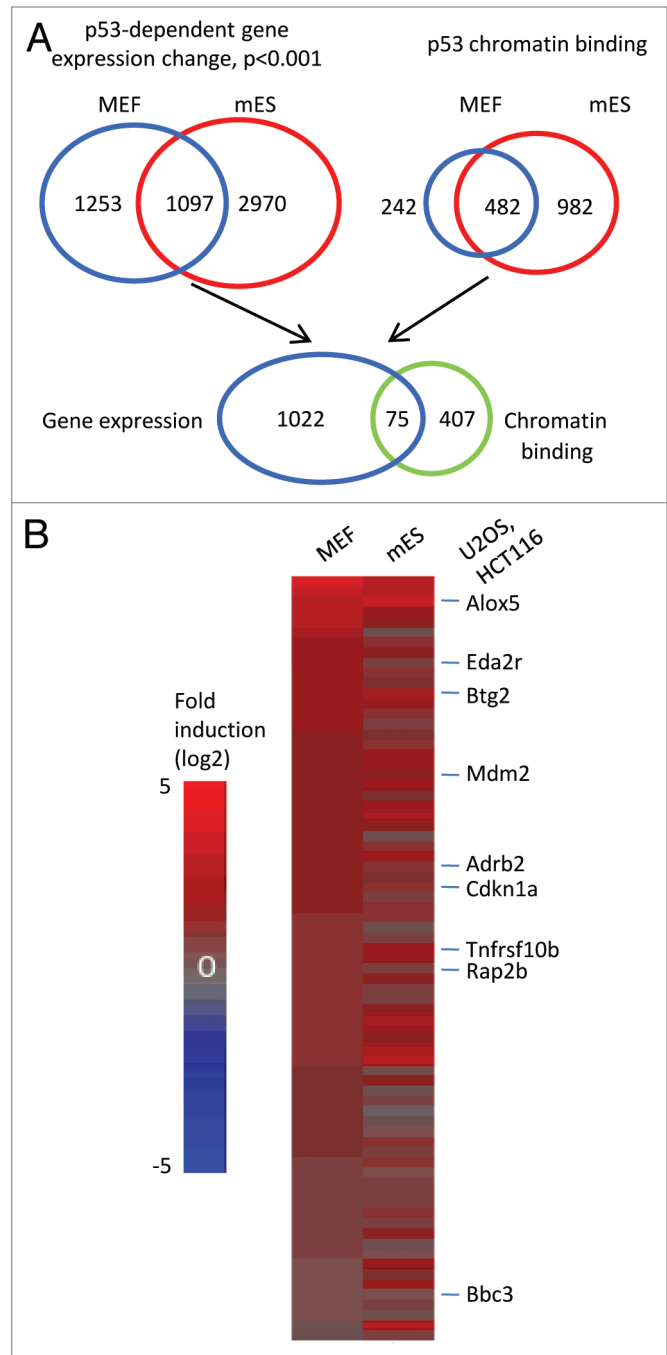 A
p53-dependent gene
expression change, p<0.001
p53 chromatin binding
MEF
mES
MEF
mES
1253
1097
2970
242
482
982
Gene expression
1022
75
407
Chromatin
binding
B
MEF
mES
U2OS,
HCT116
Fold
induction
(log2)
5
0
-5
Alox5
Eda2r
Btg2
Mdm2
Adrb2
Cdkn1a
Tnfrsf10b
Rap2b
Bbc3